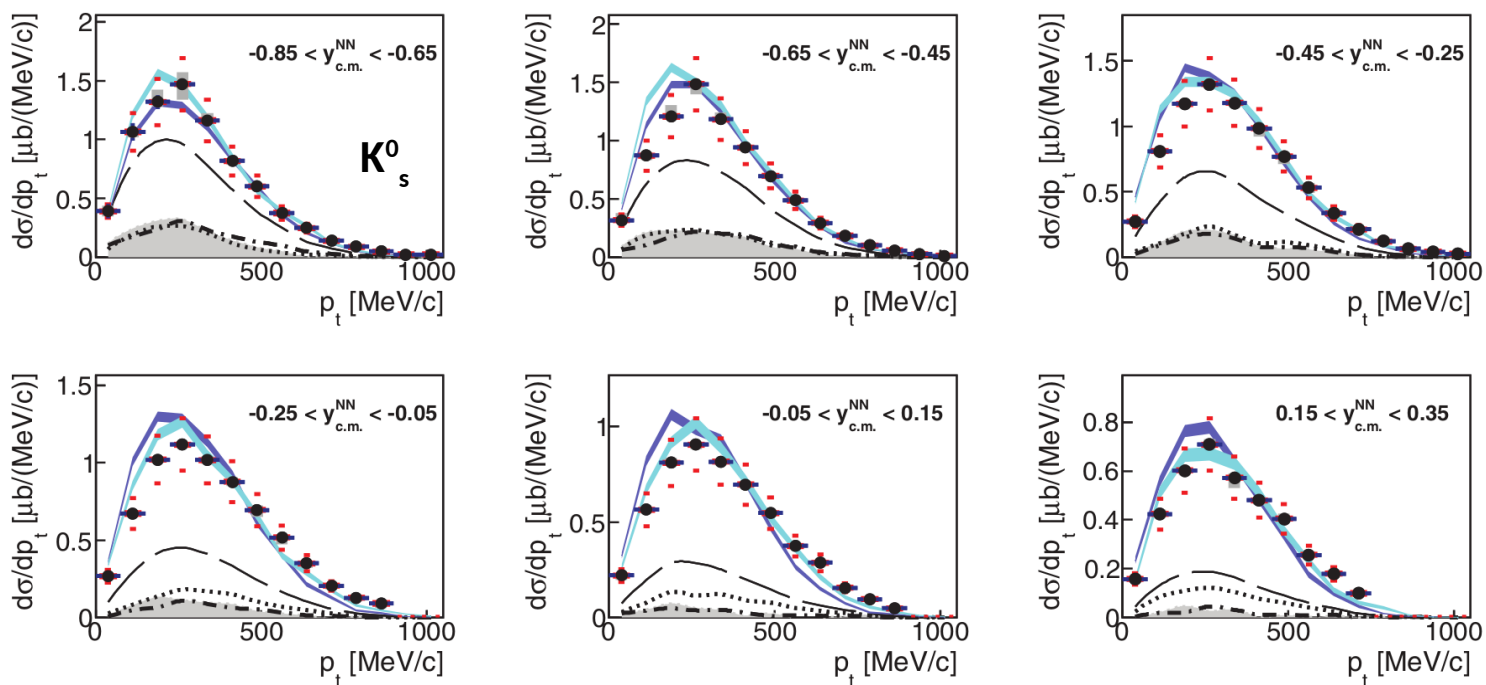 dσ/dp_t [μb/(MeV/c)]
2
1.5
1
0.5
0
-0.85 < y^NN_c.m. < -0.65
K^0_s
0 500 1000
p_t [MeV/c]
dσ/dp_t [μb/(MeV/c)]
2
1.5
1
0.5
0
-0.65 < y^NN_c.m. < -0.45
0 500 1000
p_t [MeV/c]
dσ/dp_t [μb/(MeV/c)]
1.5
1
0.5
0
-0.45 < y^NN_c.m. < -0.25
0 500 1000
p_t [MeV/c]
dσ/dp_t [μb/(MeV/c)]
1.5
1
0.5
0
-0.25 < y^NN_c.m. < -0.05
0 500 1000
p_t [MeV/c]
dσ/dp_t [μb/(MeV/c)]
1
0.5
0
-0.05 < y^NN_c.m. < 0.15
0 500 1000
p_t [MeV/c]
dσ/dp_t [μb/(MeV/c)]
0.8
0.6
0.4
0.2
0
0.15 < y^NN_c.m. < 0.35
0 500 1000
p_t [MeV/c]